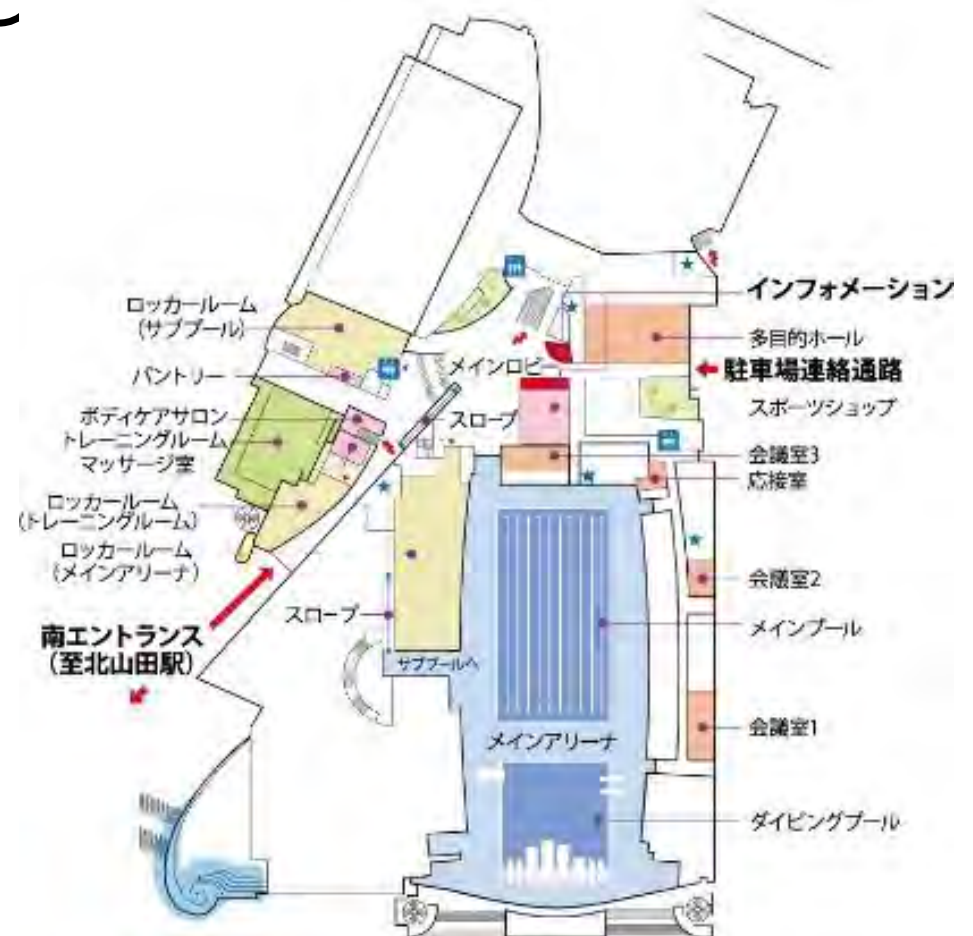 ロッカールーム
(サブプール)
パントリー
ボディケアサロン
トレーニングルーム
マッサージ室
ロッカールーム
(トレーニングルーム)
ロッカールーム
(メインアリーナ)
南エントランス
(至北山田駅)
メインロビー
スロープ
スロープ
サブプールへ
メインアリーナ
インフォメーション
多目的ホール
駐車場連絡通路
スポーツショップ
会議室3
応接室
会議室2
メインプール
会議室1
ダイビングプール